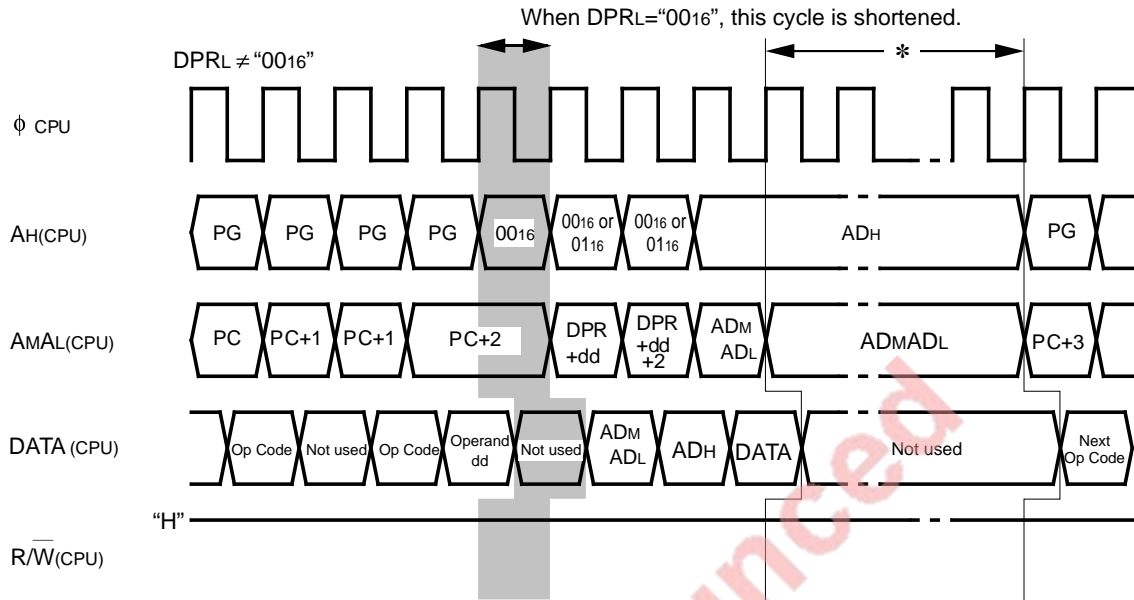 When DPRL="0016", this cycle is shortened.
DPRL ≠ "0016"
*
ϕ CPU
AH(CPU)
PG PG PG PG 0016 0016 or 0116 0016 or 0116 ADH PG
AMAL(CPU)
PC PC+1 PC+1 PC+2 DPR +dd DPR +dd +2 ADM ADL ADMADL PC+3
DATA (CPU)
Op Code Not used Op Code Operand dd Not used ADM ADL ADH DATA Not used Next Op Code
"H"
R/W̅(CPU)